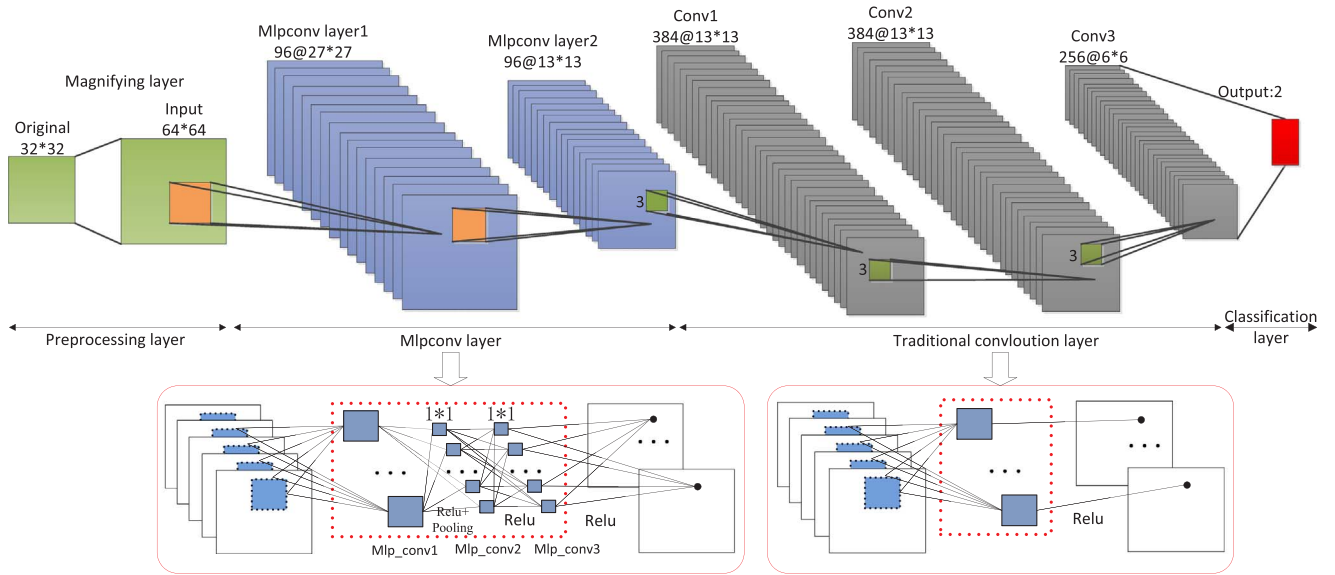 Magnifying layer
Original
32*32
Input
64*64
Mlpconv layer1
96@27*27
Mlpconv layer2
96@13*13
Conv1
384@13*13
Conv2
384@13*13
Conv3
256@6*6
Output:2
3
3
3
Preprocessing layer
Mlpconv layer
Traditional convloution layer
Classification
layer
1*1
1*1
Relu+
Pooling
Relu
Relu
Mlp_conv1
Mlp_conv2
Mlp_conv3
Relu